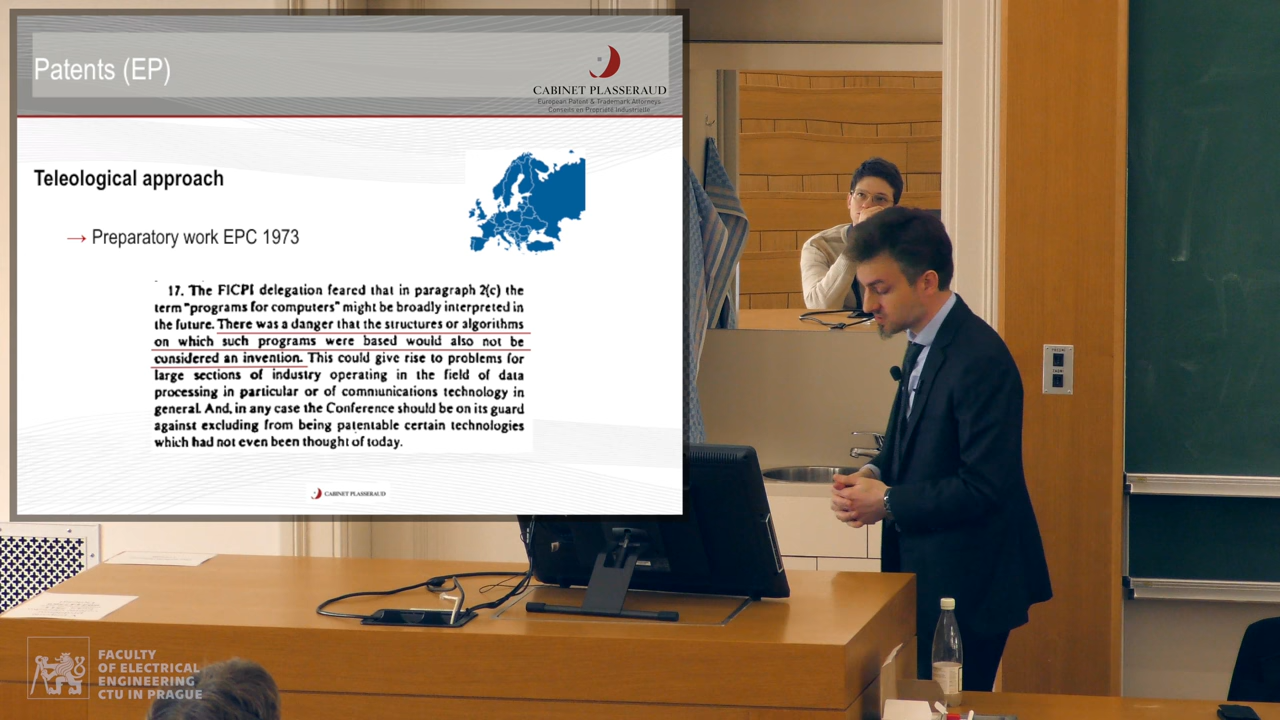 Patents (EP)
CABINET PLASSERAUD
European Patent & Trademark Attorneys
Conseils en Propriété Industrielle
Teleological approach
→ Preparatory work EPC 1973
17. The FICPI delegation feared that in paragraph 2(c) the
term "programs for computers" might be broadly interpreted in
the future. There was a danger that the structures or algorithms
on which such programs were based would also not be
considered an invention. This could give rise to problems for
large sections of industry operating in the field of data
processing in particular or of communications technology in
general. And, in any case the Conference should be on its guard
against excluding from being patentable certain technologies
which had not even been thought of today.
CABINET PLASSERAUD
FACULTY
OF ELECTRICAL
ENGINEERING
CTU IN PRAGUE